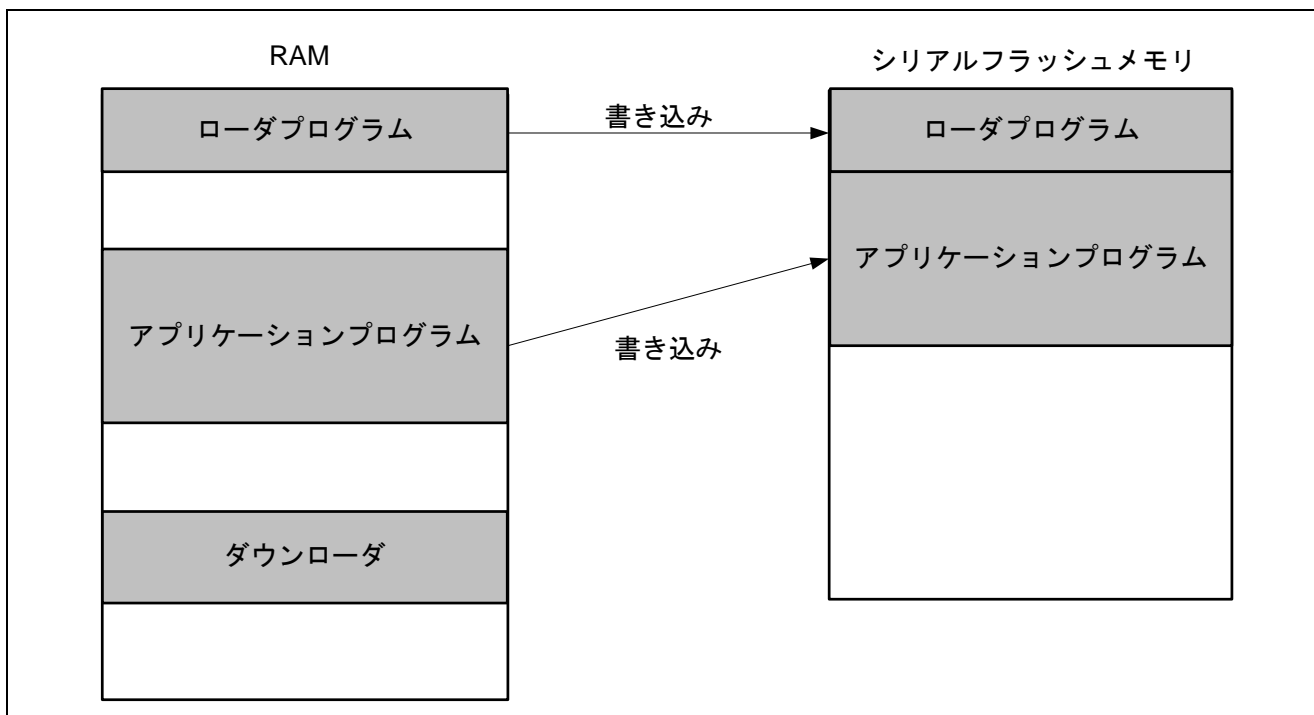 RAM
シリアルフラッシュメモリ
ローダプログラム
書き込み
ローダプログラム
アプリケーションプログラム
アプリケーションプログラム
書き込み
ダウンローダ